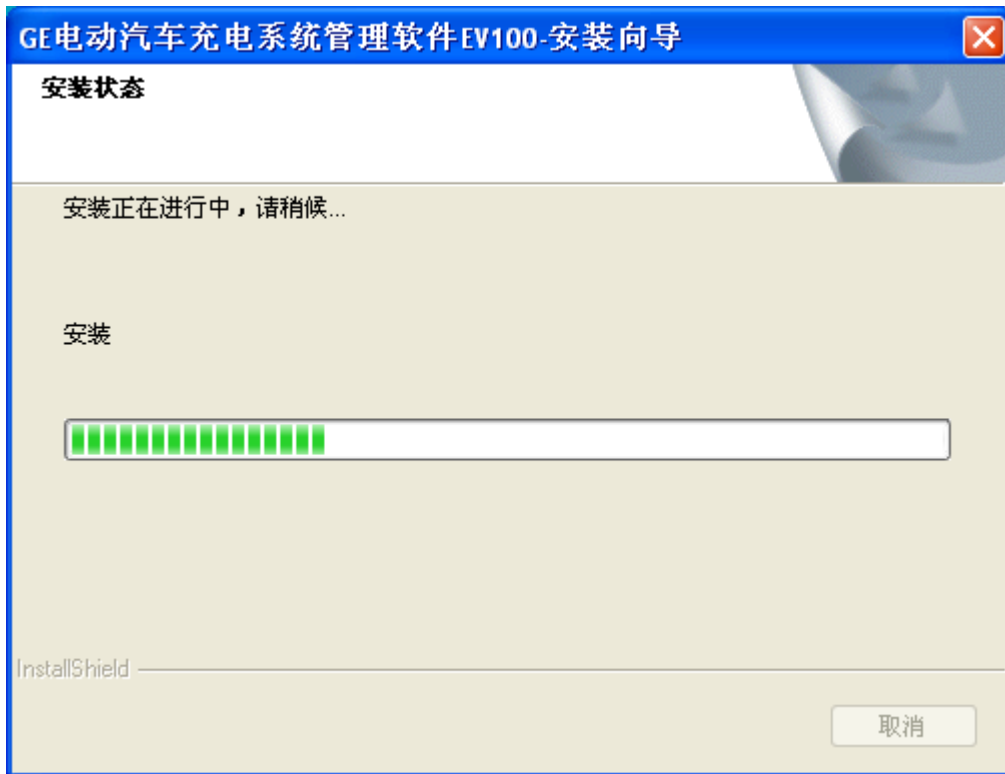 GE电动汽车充电系统管理软件EV100-安装向导
安装状态
安装正在进行中，请稍候...
安装
InstallShield
取消